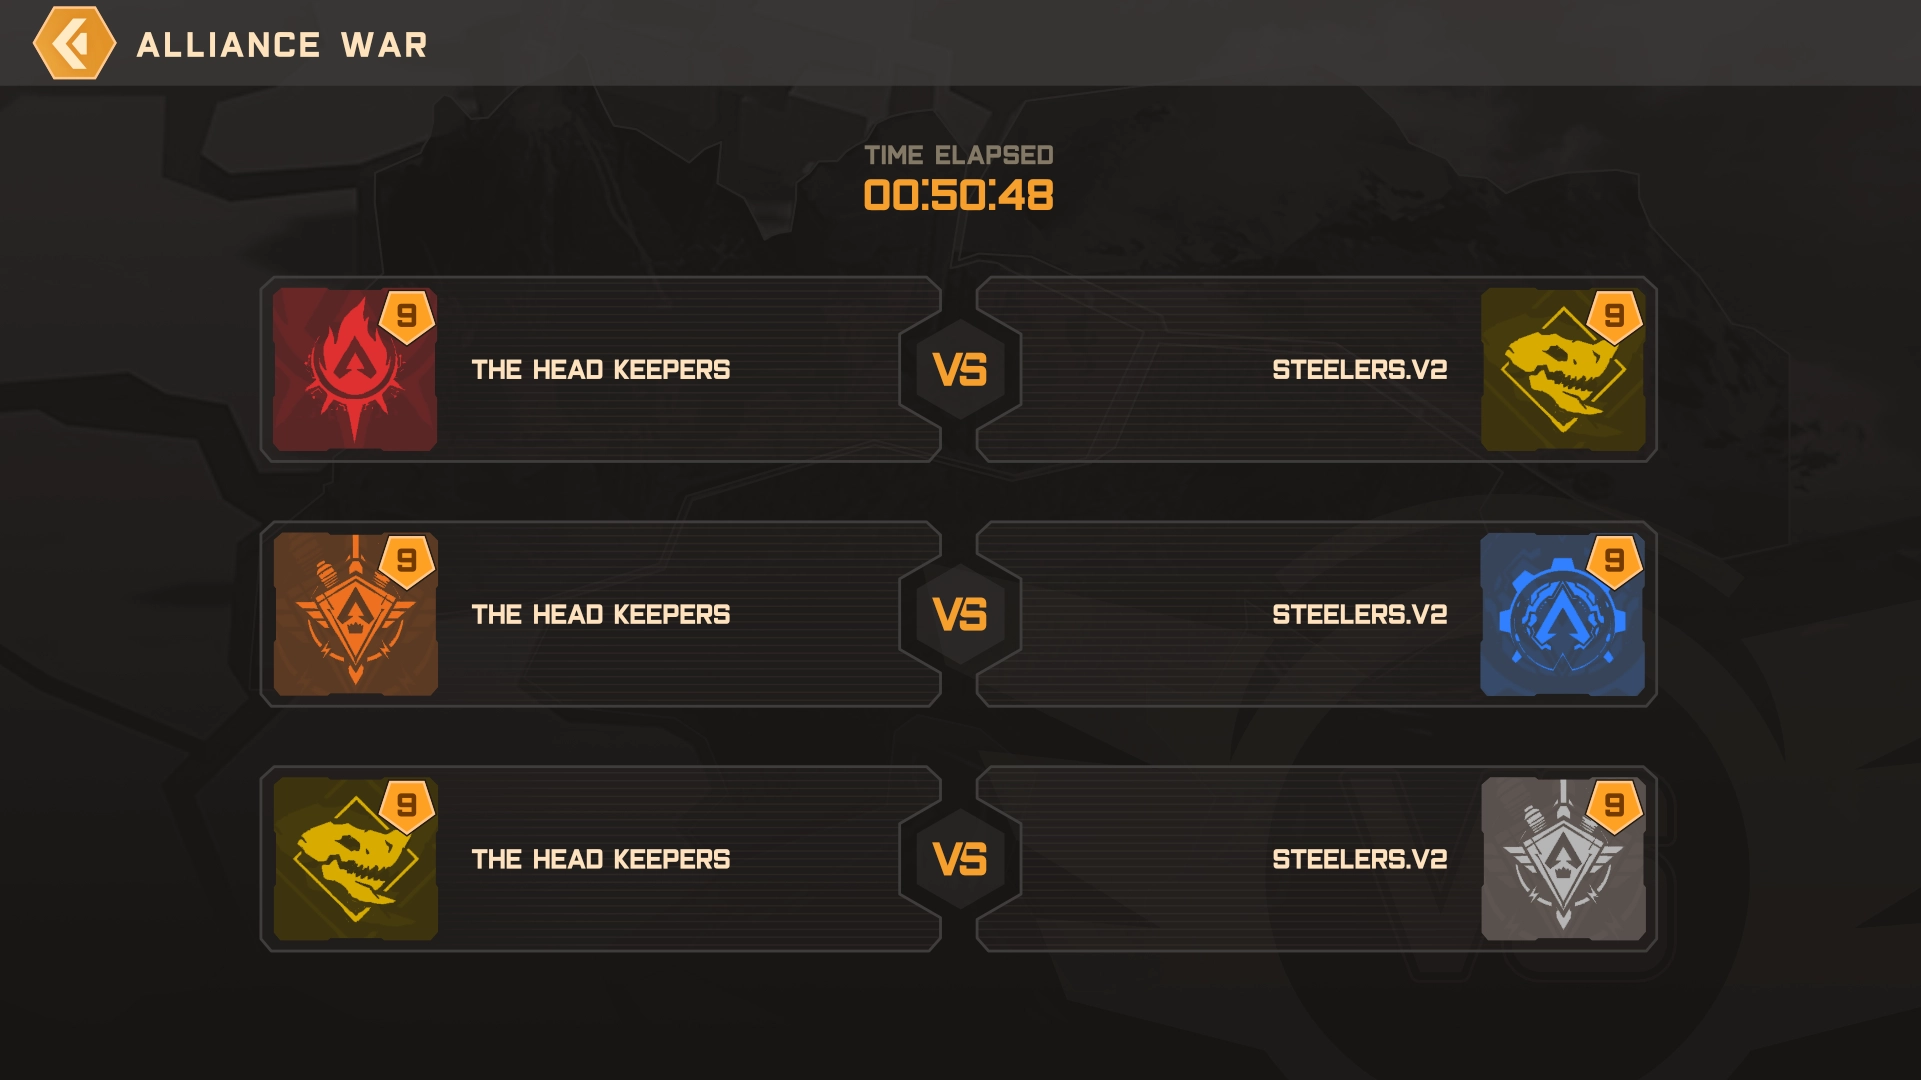 ALLIANCE WAR
TIME ELAPSED
00:50:48
9
THE HEAD KEEPERS
VS
STEELERS.V2
9
9
THE HEAD KEEPERS
VS
STEELERS.V2
9
9
THE HEAD KEEPERS
VS
STEELERS.V2
9